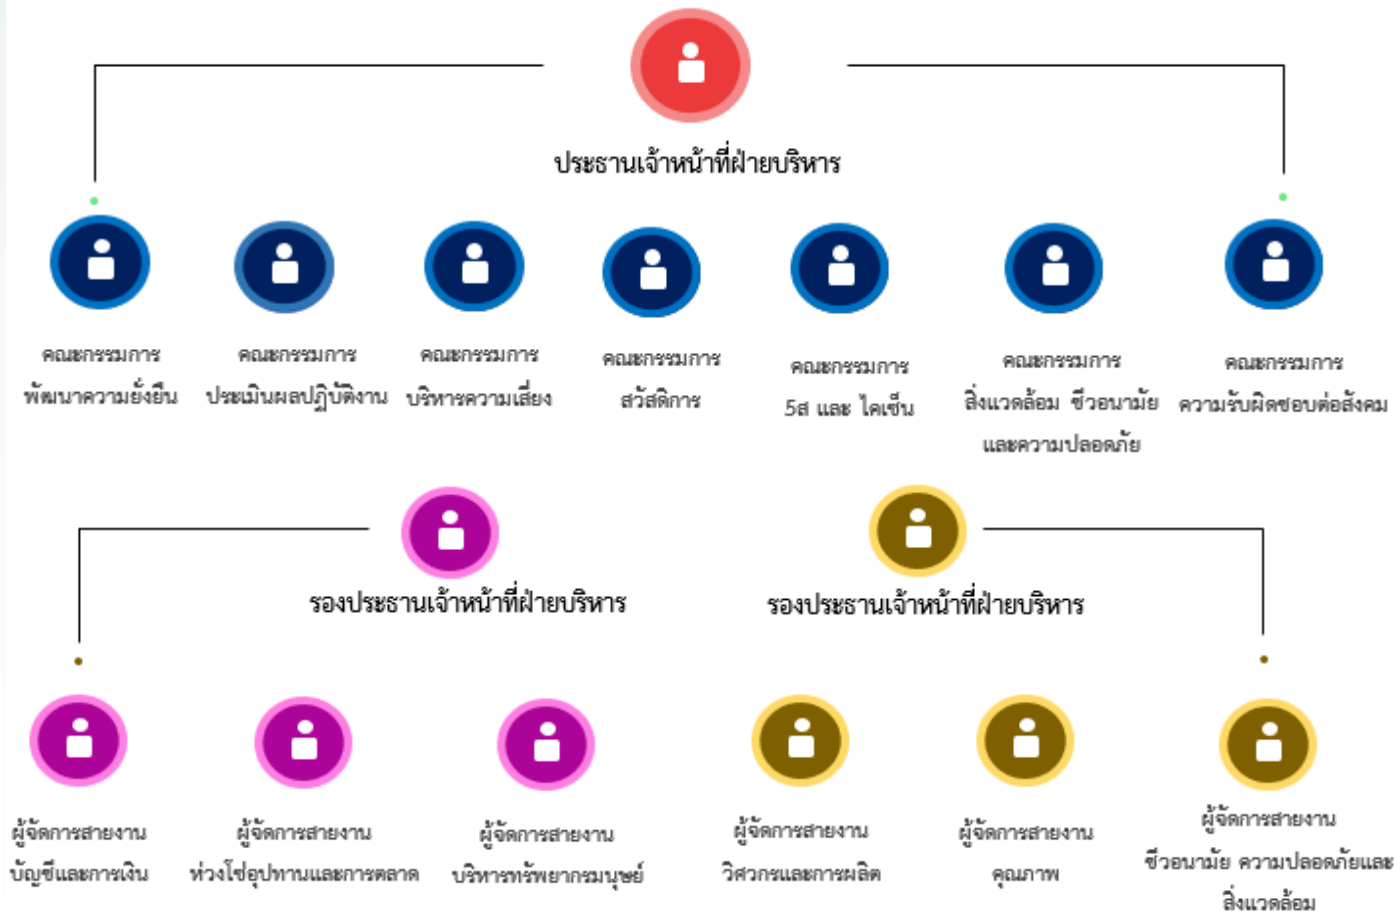 ประธานเจ้าหน้าที่ฝ่ายบริหาร
คณะกรรมการ
พัฒนาความยั่งยืน
คณะกรรมการ
ประเมินผลปฏิบัติงาน
คณะกรรมการ
บริหารความเสี่ยง
คณะกรรมการ
สวัสดิการ
คณะกรรมการ
5ส และ ไคเซ็น
คณะกรรมการ
สิ่งแวดล้อม ชีวอนามัย
และความปลอดภัย
คณะกรรมการ
ความรับผิดชอบต่อสังคม
รองประธานเจ้าหน้าที่ฝ่ายบริหาร
รองประธานเจ้าหน้าที่ฝ่ายบริหาร
ผู้จัดการสายงาน
บัญชีและการเงิน
ผู้จัดการสายงาน
ห่วงโซ่อุปทานและการตลาด
ผู้จัดการสายงาน
บริหารทรัพยากรมนุษย์
ผู้จัดการสายงาน
วิศวกรและการผลิต
ผู้จัดการสายงาน
คุณภาพ
ผู้จัดการสายงาน
ชีวอนามัย ความปลอดภัยและ
สิ่งแวดล้อม